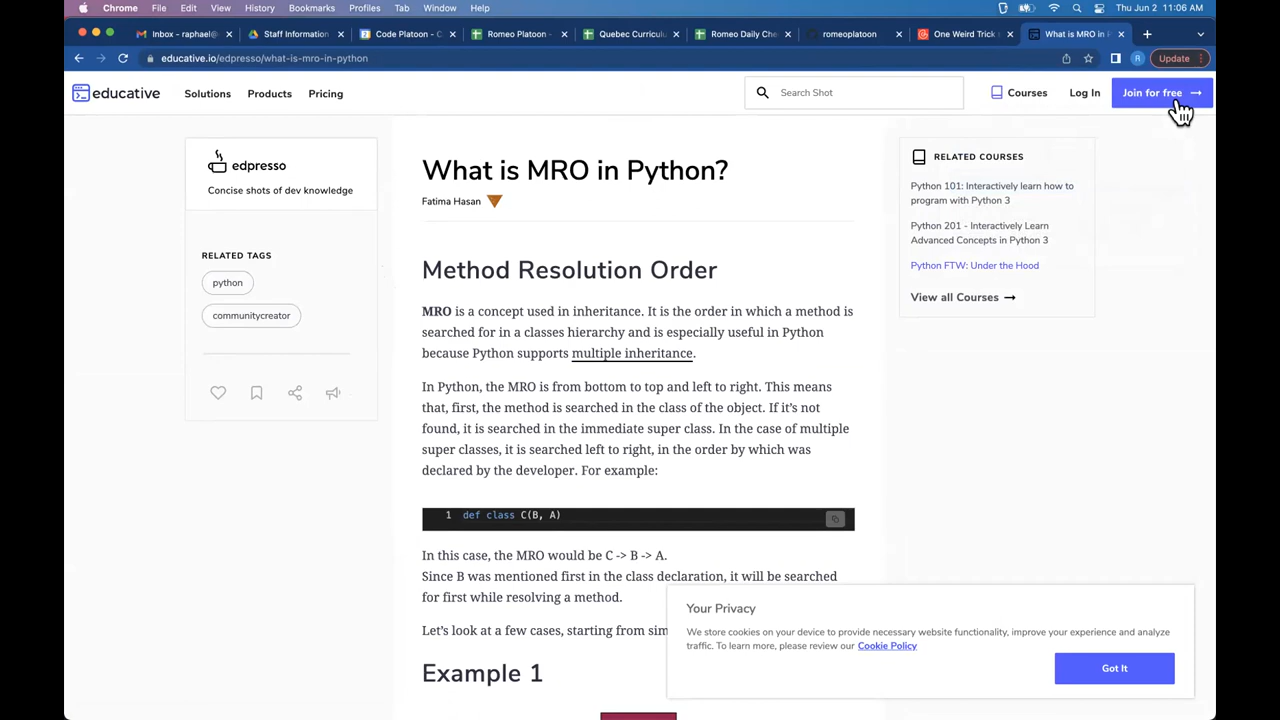 Chrome File Edit View History Bookmarks Profiles Tab Window Help Thu Jun 2 11:06 AM
Inbox - raphael@ Staff Information Code Platoon - C Romeo Platoon - Quebec Curriculu Romeo Daily Che romeoplatoon One Weird Trick What is MRO in P
educative.io/edpresso/what-is-mro-in-python R Update
educative Solutions Products Pricing Search Shot Courses Log In Join for free
edpresso
Concise shots of dev knowledge
RELATED TAGS
python
communitycreator
What is MRO in Python?
Fatima Hasan
Method Resolution Order
MRO is a concept used in inheritance. It is the order in which a method is
searched for in a classes hierarchy and is especially useful in Python
because Python supports multiple inheritance.
In Python, the MRO is from bottom to top and left to right. This means
that, first, the method is searched in the class of the object. If it’s not
found, it is searched in the immediate super class. In the case of multiple
super classes, it is searched left to right, in the order by which was
declared by the developer. For example:
1 def class C(B, A)
In this case, the MRO would be C -> B -> A.
Since B was mentioned first in the class declaration, it will be searched
for first while resolving a method.
Let’s look at a few cases, starting from sim
Example 1
RELATED COURSES
Python 101: Interactively learn how to
program with Python 3
Python 201 - Interactively Learn
Advanced Concepts in Python 3
Python FTW: Under the Hood
View all Courses
Your Privacy
We store cookies on your device to provide necessary website functionality, improve your experience and analyze
traffic. To learn more, please review our Cookie Policy
Got It